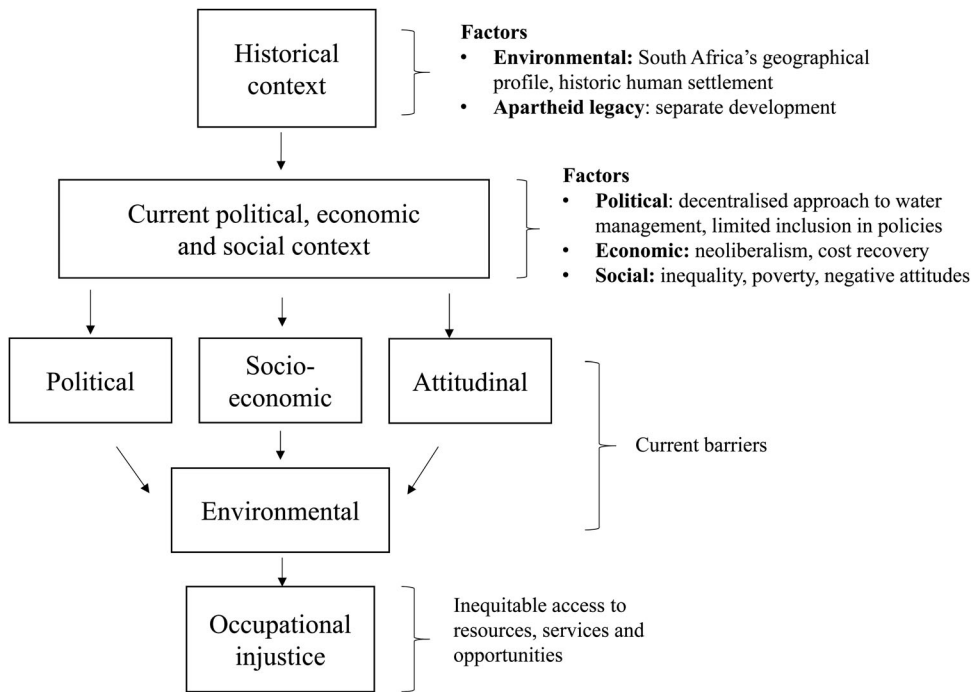 Historical
context
Factors
• Environmental: South Africa’s geographical
profile, historic human settlement
• Apartheid legacy: separate development
Current political, economic
and social context
Factors
• Political: decentralised approach to water
management, limited inclusion in policies
• Economic: neoliberalism, cost recovery
• Social: inequality, poverty, negative attitudes
Political
Socio-
economic
Attitudinal
Current barriers
Environmental
Occupational
injustice
Inequitable access to
resources, services and
opportunities